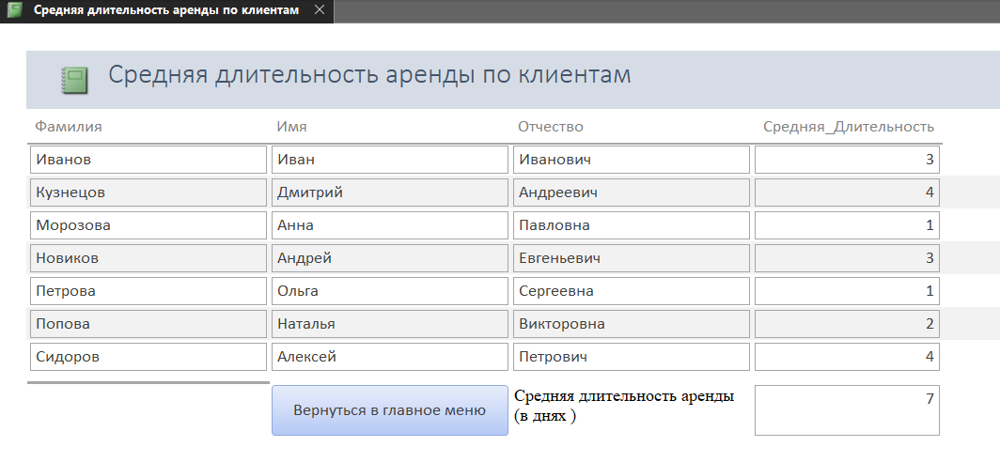 Средняя длительность аренды по клиентам
Средняя длительность аренды по клиентам
Фамилия Имя Отчество Средняя_Длительность
Иванов Иван Иванович 3
Кузнецов Дмитрий Андреевич 4
Морозова Анна Павловна 1
Новиков Андрей Евгеньевич 3
Петрова Ольга Сергеевна 1
Попова Наталья Викторовна 2
Сидоров Алексей Петрович 4
Вернуться в главное меню
Средняя длительность аренды
(в днях )
7